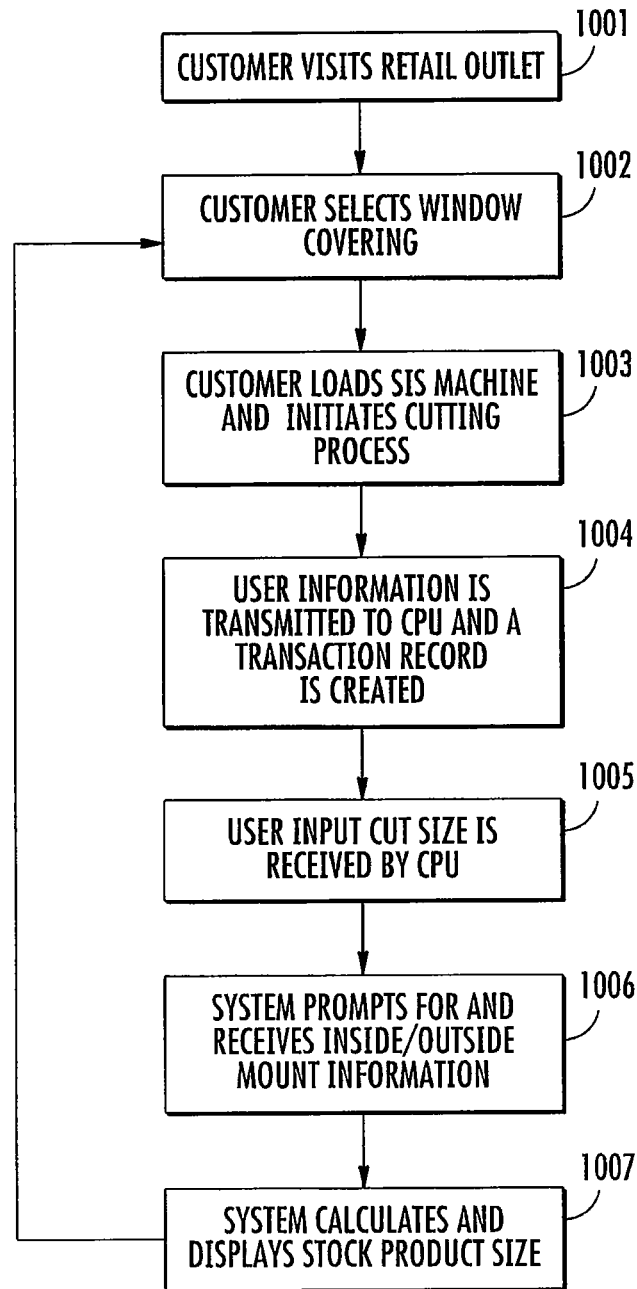 1001
CUSTOMER VISITS RETAIL OUTLET
1002
CUSTOMER SELECTS WINDOW
COVERING
1003
CUSTOMER LOADS SIS MACHINE
AND INITIATES CUTTING
PROCESS
1004
USER INFORMATION IS
TRANSMITTED TO CPU AND A
TRANSACTION RECORD
IS CREATED
1005
USER INPUT CUT SIZE IS
RECEIVED BY CPU
1006
SYSTEM PROMPTS FOR AND
RECEIVES INSIDE/OUTSIDE
MOUNT INFORMATION
1007
SYSTEM CALCULATES AND
DISPLAYS STOCK PRODUCT SIZE